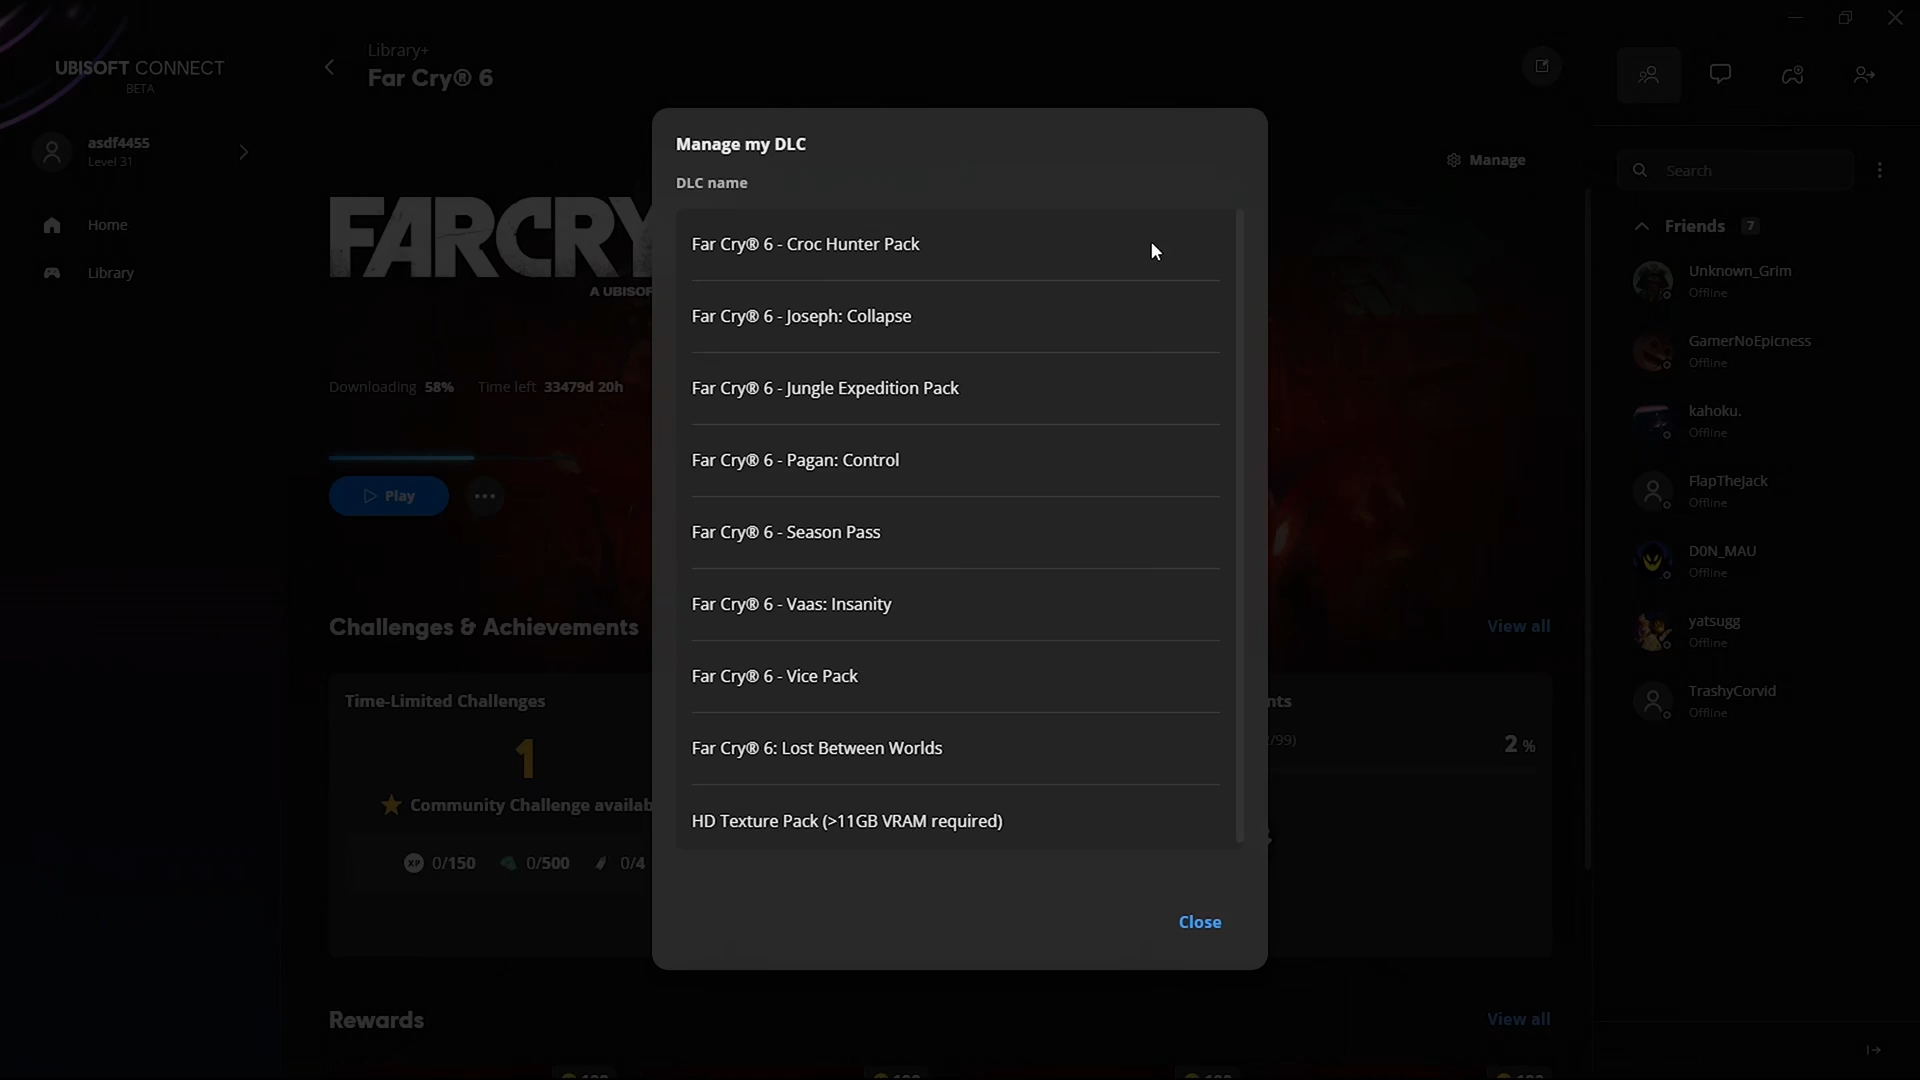 UBISOFT CONNECT
BETA
asdf4455
Level 31
Home
Library
Library+
Far Cry® 6
Manage
FARCRY
A UBISOF
Downloading 58% Time left 33479d 20h
Play
Challenges & Achievements
View all
Time-Limited Challenges
1
Community Challenge availab
XP 0/150 0/500 0/4
nts
/99)
2 %
Rewards
View all
Manage my DLC
DLC name
Far Cry® 6 - Croc Hunter Pack
Far Cry® 6 - Joseph: Collapse
Far Cry® 6 - Jungle Expedition Pack
Far Cry® 6 - Pagan: Control
Far Cry® 6 - Season Pass
Far Cry® 6 - Vaas: Insanity
Far Cry® 6 - Vice Pack
Far Cry® 6: Lost Between Worlds
HD Texture Pack (>11GB VRAM required)
Close
Search
Friends 7
Unknown_Grim
Offline
GamerNoEpicness
Offline
kahoku.
Offline
FlapTheJack
Offline
D0N_MAU
Offline
yatsugg
Offline
TrashyCorvid
Offline